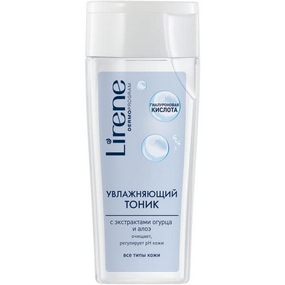 Lirene
DERMOPROGRAM
ГИАЛУРОНОВАЯ
КИСЛОТА
УВЛАЖНЯЮЩИЙ
ТОНИК
с экстрактами огурца
и алоэ
очищает,
регулирует pH кожи
все типы кожи